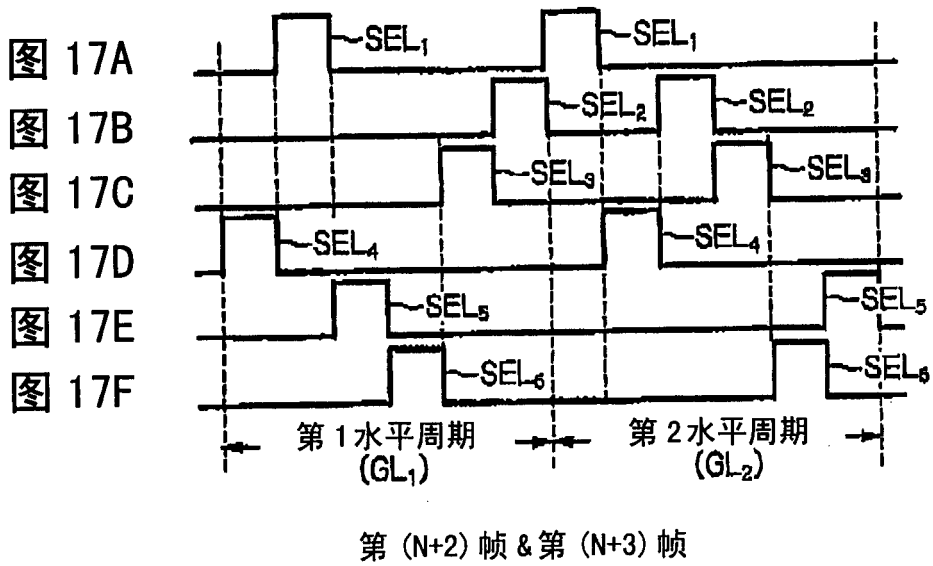 图 17A SEL₁ SEL₁
图 17B SEL₂ SEL₂
图 17C SEL₃ SEL₃
图 17D SEL₄ SEL₄
图 17E SEL₅ SEL₅
图 17F SEL₆ SEL₆
第1水平周期 第2水平周期
(GL₁) (GL₂)
第 (N+2) 帧 & 第 (N+3) 帧